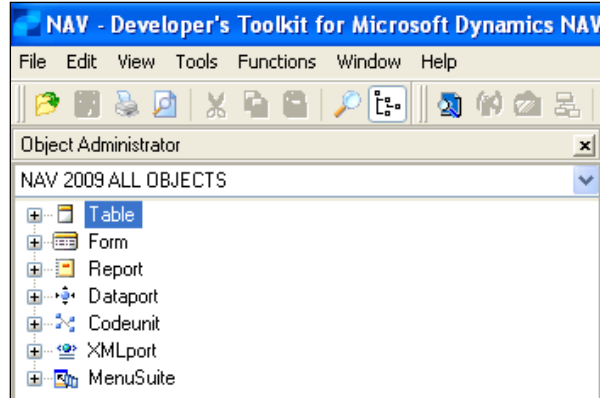 NAV - Developer's Toolkit for Microsoft Dynamics NAV
File Edit View Tools Functions Window Help
Object Administrator
NAV 2009 ALL OBJECTS
Table
Form
Report
Dataport
Codeunit
XMLport
MenuSuite